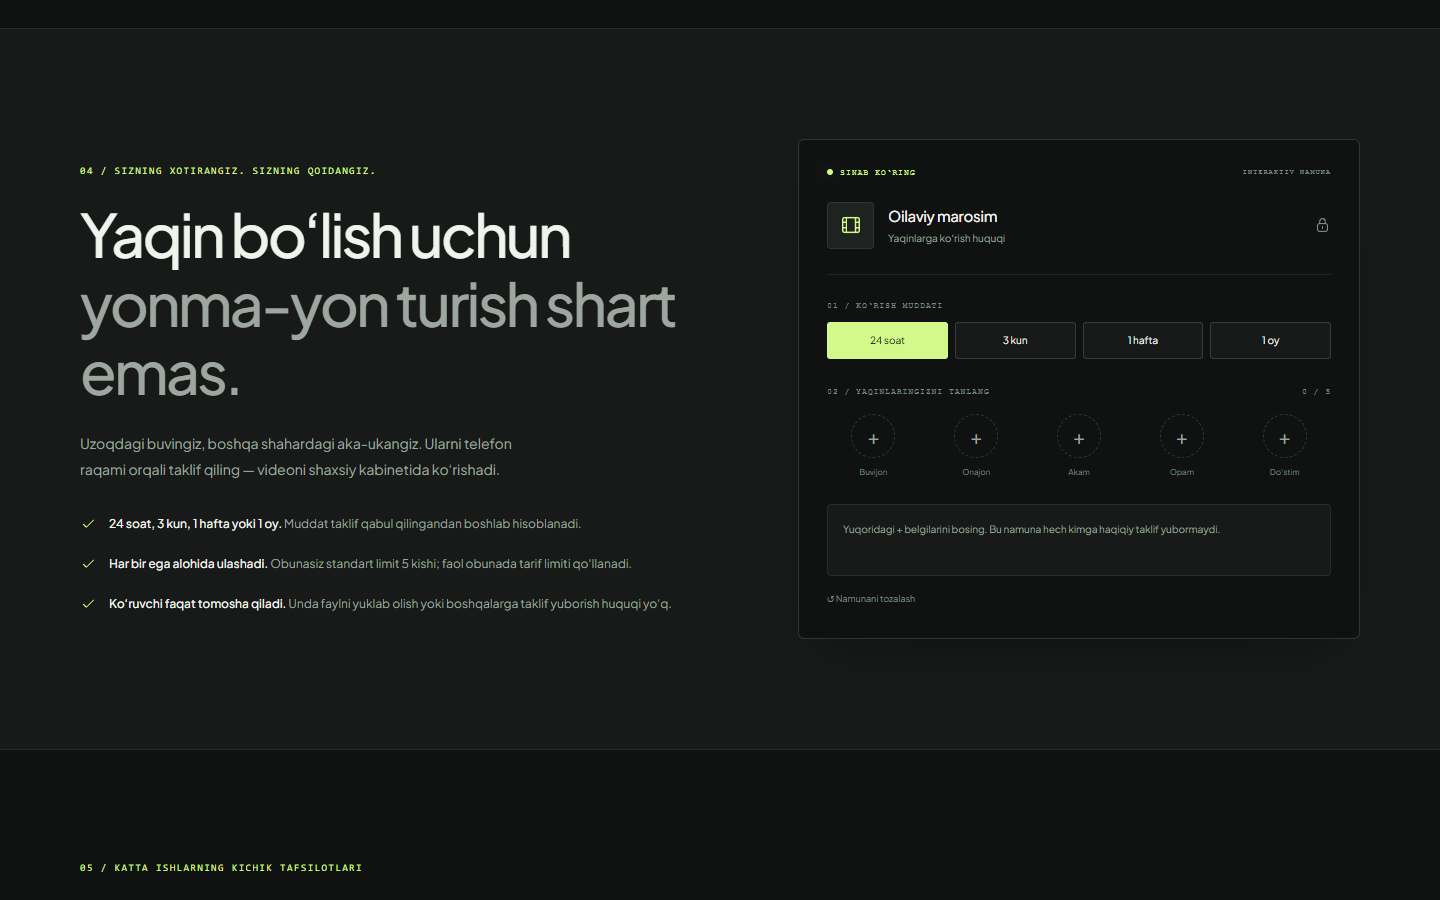 04 / SIZNING XOTIRANGIZ. SIZNING QOIDANGIZ.
Yaqin bo‘lish uchun
yonma-yon turish shart
emas.
Uzoqdagi buvingiz, boshqa shahardagi aka-ukangiz. Ularni telefon
raqami orqali taklif qiling — videoni shaxsiy kabinetida ko‘rishadi.
24 soat, 3 kun, 1 hafta yoki 1 oy. Muddat taklif qabul qilingandan boshlab hisoblanadi.
Har bir ega alohida ulashadi. Obunasiz standart limit 5 kishi; faol obunada tarif limiti qo‘llanadi.
Ko‘ruvchi faqat tomosha qiladi. Unda faylni yuklab olish yoki boshqalarga taklif yuborish huquqi yo‘q.
SINAB KO‘RING
INTERAKTIV NAMUNA
Oilaviy marosim
Yaqinlarga ko‘rish huquqi
01 / KO‘RISH MUDDATI
24 soat
3 kun
1 hafta
1 oy
02 / YAQINLARINGIZNI TANLANG
0 / 5
+ + + + +
Buvijon
Onajon
Akam
Opam
Do‘stim
Yuqoridagi + belgilarini bosing. Bu namuna hech kimga haqiqiy taklif yubormaydi.
↺ Namunani tozalash
05 / KATTA ISHLARNING KICHIK TAFSILOTLARI